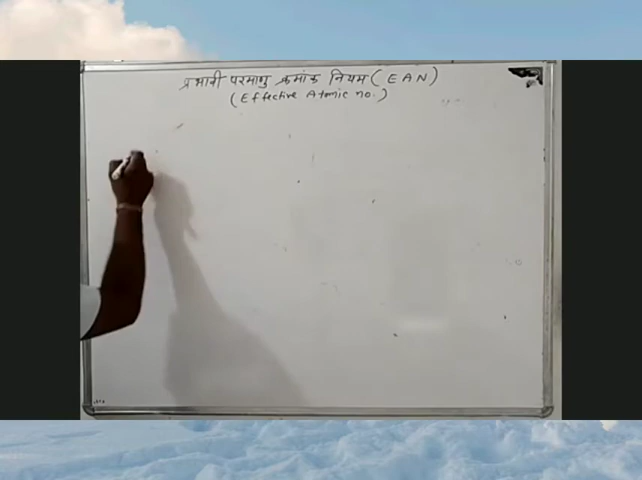 प्रभावी परमाणु क्रमांक नियम (EAN)
(Effective Atomic no.)